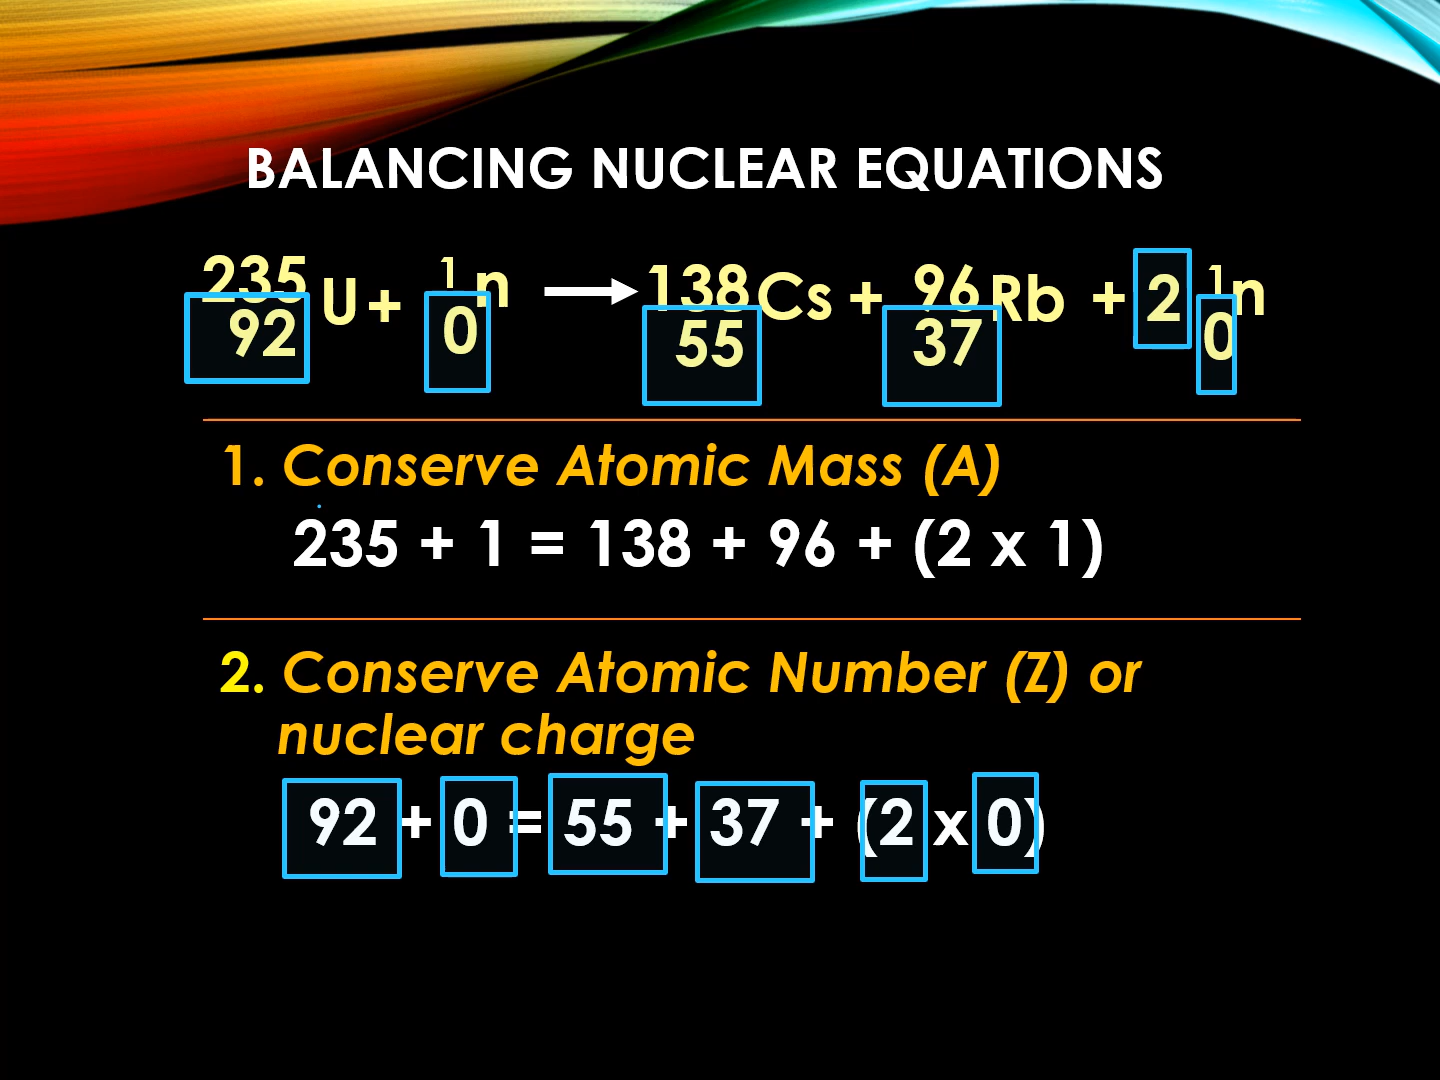 BALANCING NUCLEAR EQUATIONS
235 1 138 96 1
U + n → Cs + Rb + 2 n
92 0 55 37 0
1. Conserve Atomic Mass (A)
235 + 1 = 138 + 96 + (2 x 1)
2. Conserve Atomic Number (Z) or
nuclear charge
92 + 0 = 55 + 37 + (2 x 0)